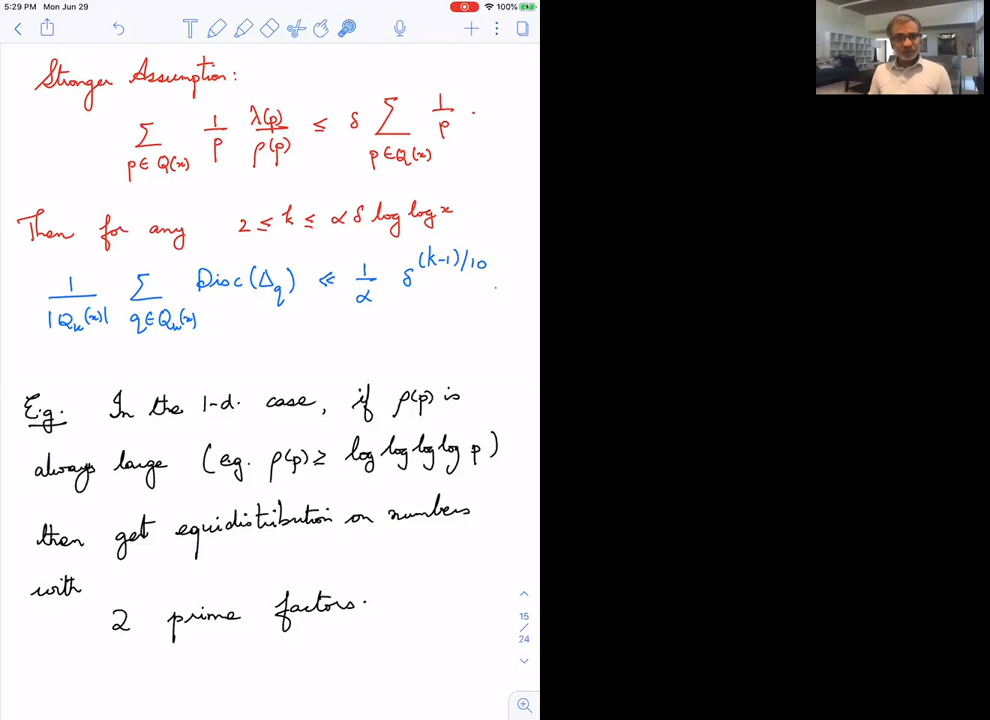 5:29 PM Mon Jun 29
100%
T
Stronger Assumption:
∑_{p∈Q(x)} 1/p λ(p)/ρ(p) ≤ δ ∑_{p∈Q(x)} 1/p.
Then for any 2 ≤ k ≤ αδ log log x
1/|Q_k(x)| ∑_{q∈Q_k(x)} Disc(Δ_q) ≪ 1/α δ^{(k-1)/10}.
E.g. In the 1-d. case, if ρ(p) is
always large (eg. ρ(p) ≥ log log log log p)
then get equidistribution on numbers
with
2 prime factors.
15
/
24